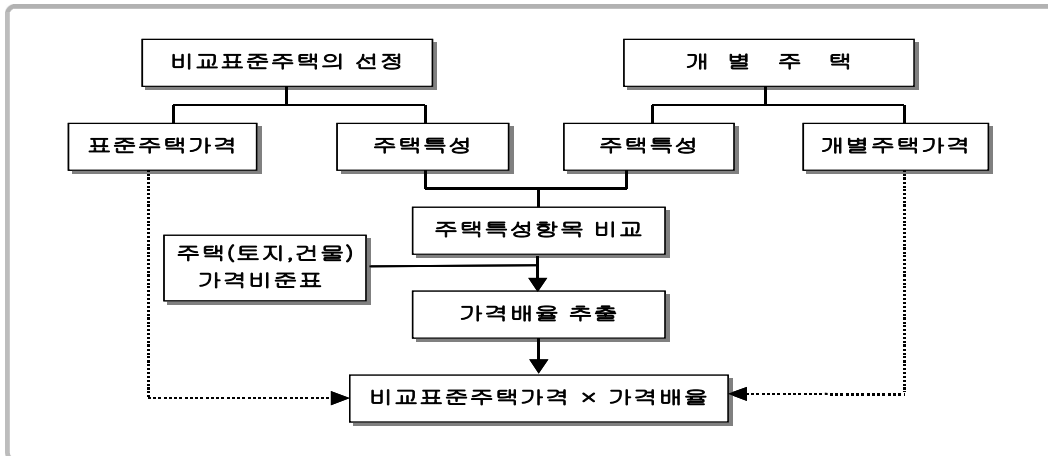 비교표준주택의 선정
개 별 주 택
표준주택가격
주택특성
주택특성
개별주택가격
주택특성항목 비교
주택(토지,건물)
가격비준표
가격배율 추출
비교표준주택가격 × 가격배율